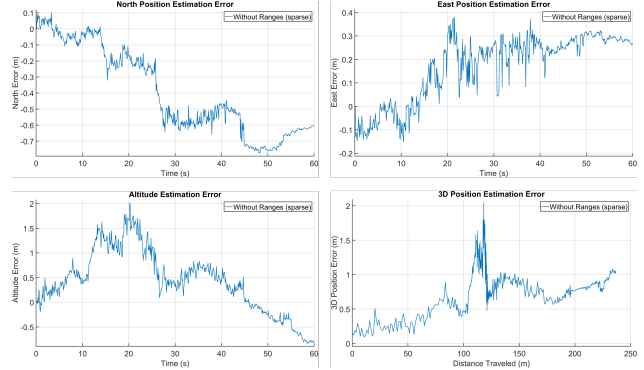 North Position Estimation Error
Without Ranges (sparse)
North Error (m)
0.1
0
-0.1
-0.2
-0.3
-0.4
-0.5
-0.6
-0.7
0 10 20 30 40 50 60
Time (s)
East Position Estimation Error
Without Ranges (sparse)
East Error (m)
0.4
0.3
0.2
0.1
0
-0.1
-0.2
0 10 20 30 40 50 60
Time (s)
Altitude Estimation Error
Without Ranges (sparse)
Altitude Error (m)
2
1.5
1
0.5
0
-0.5
0 10 20 30 40 50 60
Time (s)
3D Position Estimation Error
Without Ranges (sparse)
3D Position Error (m)
2
1.5
1
0.5
0
0 50 100 150 200 250
Distance Traveled (m)